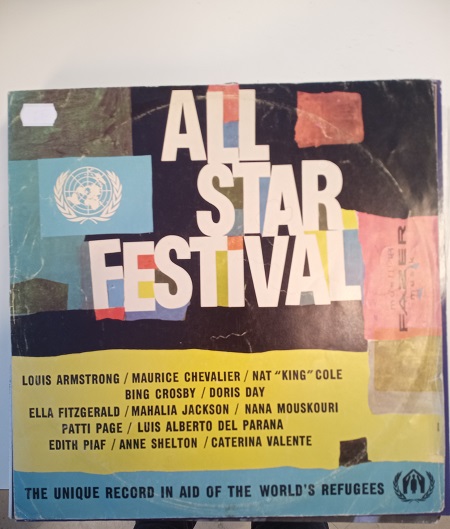 ALL
STAR
FESTIVAL
FAZER
LOUIS ARMSTRONG / MAURICE CHEVALIER / NAT "KING" COLE
BING CROSBY / DORIS DAY
ELLA FITZGERALD / MAHALIA JACKSON / NANA MOUSKOURI
PATTI PAGE / LUIS ALBERTO DEL PARANA
EDITH PIAF / ANNE SHELTON / CATERINA VALENTE
THE UNIQUE RECORD IN AID OF THE WORLD'S REFUGEES